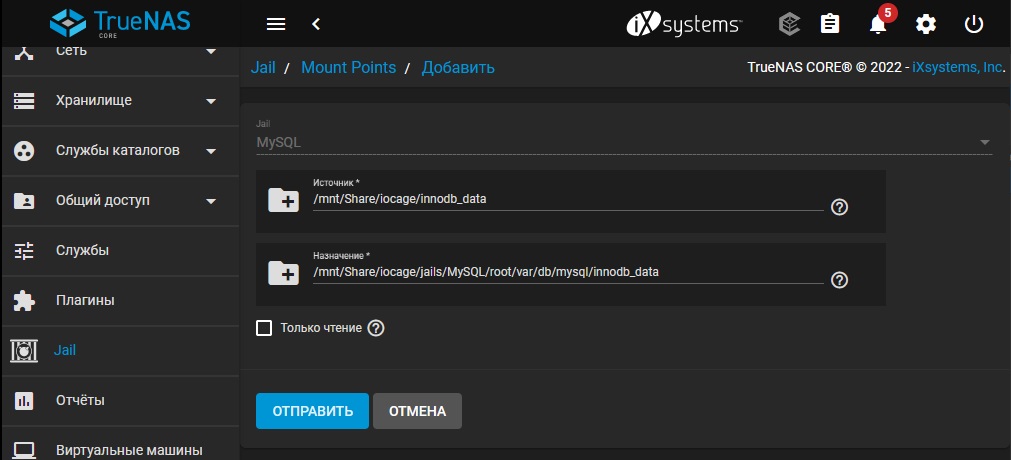 TrueNAS
CORE
iXsystems™
5
Сеть
Хранилище
Службы каталогов
Общий доступ
Службы
Плагины
Jail
Отчёты
Виртуальные машины
Jail / Mount Points / Добавить
TrueNAS CORE® © 2022 - iXsystems, Inc.
Jail
MySQL
Источник *
/mnt/Share/iocage/innodb_data
Назначение *
/mnt/Share/iocage/jails/MySQL/root/var/db/mysql/innodb_data
Только чтение
ОТПРАВИТЬ
ОТМЕНА